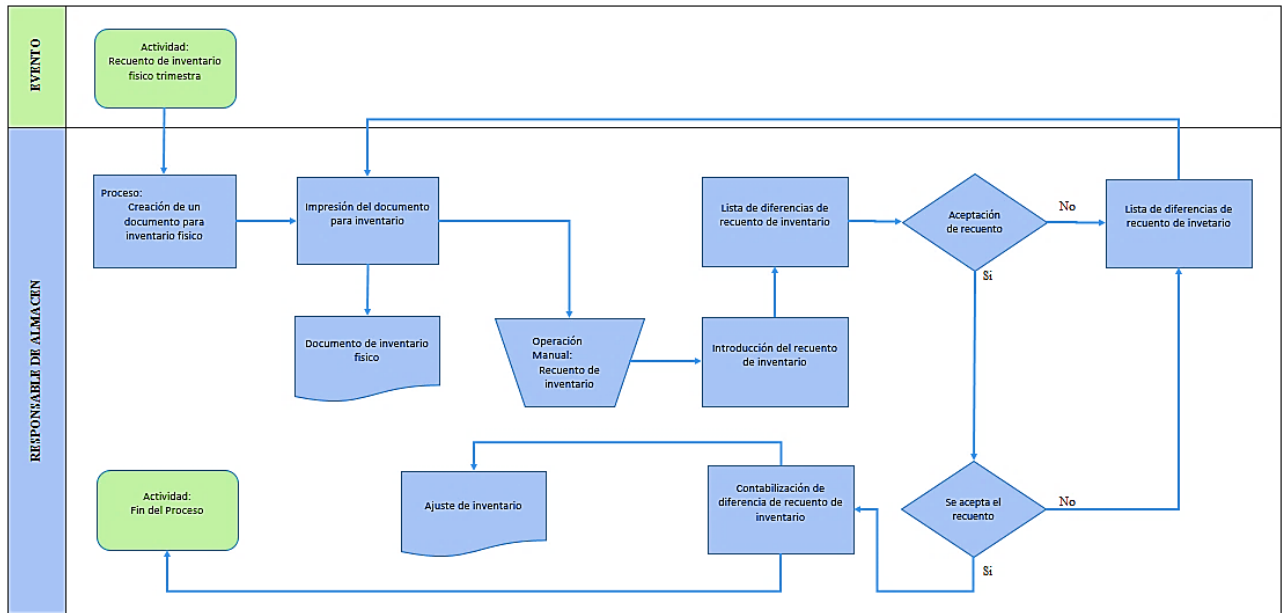 EVENTO
Actividad:
Recuento de inventario
fisico trimestra
RESPONSABLE DE ALMACEN
Proceso:
Creación de un
documento para
inventario fisico
Impresión del documento
para inventario
Documento de inventario
fisico
Operación
Manual:
Recuento de
inventario
Introducción del recuento
de inventario
Lista de diferencias de
recuento de inventario
Aceptación
de recuento
No
Si
Lista de diferencias de
recuento de invetario
Se acepta el
recuento
No
Si
Contabilización de
diferencia de recuento de
inventario
Ajuste de inventario
Actividad:
Fin del Proceso